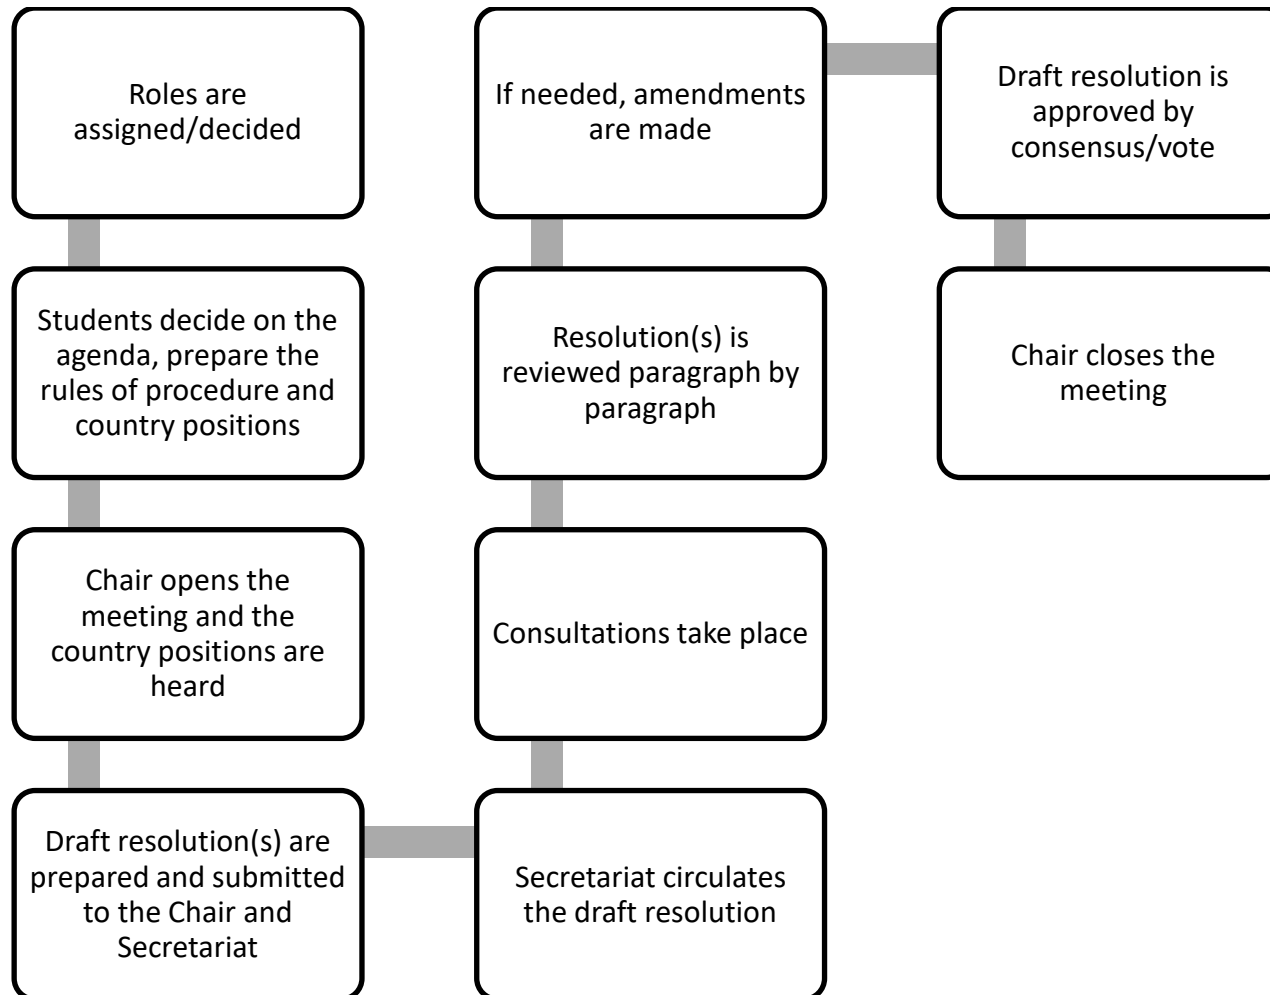 Roles are
assigned/decided
Students decide on the
agenda, prepare the
rules of procedure and
country positions
Chair opens the
meeting and the
country positions are
heard
Draft resolution(s) are
prepared and submitted
to the Chair and
Secretariat
Secretariat circulates
the draft resolution
Consultations take place
Resolution(s) is
reviewed paragraph by
paragraph
If needed, amendments
are made
Draft resolution is
approved by
consensus/vote
Chair closes the
meeting